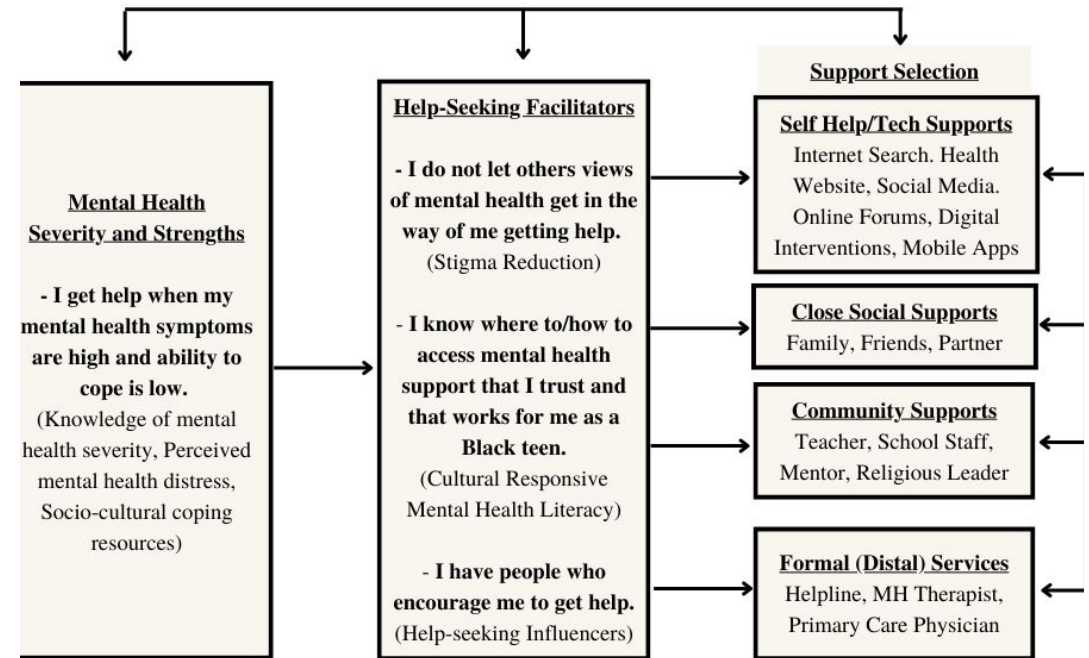 Mental Health
Severity and Strengths
- I get help when my
mental health symptoms
are high and ability to
cope is low.
(Knowledge of mental
health severity, Perceived
mental health distress,
Socio-cultural coping
resources)
Help-Seeking Facilitators
- I do not let others views
of mental health get in the
way of me getting help.
(Stigma Reduction)
- I know where to/how to
access mental health
support that I trust and
that works for me as a
Black teen.
(Cultural Responsive
Mental Health Literacy)
- I have people who
encourage me to get help.
(Help-seeking Influencers)
Support Selection
Self Help/Tech Supports
Internet Search. Health
Website, Social Media.
Online Forums, Digital
Interventions, Mobile Apps
Close Social Supports
Family, Friends, Partner
Community Supports
Teacher, School Staff,
Mentor, Religious Leader
Formal (Distal) Services
Helpline, MH Therapist,
Primary Care Physician